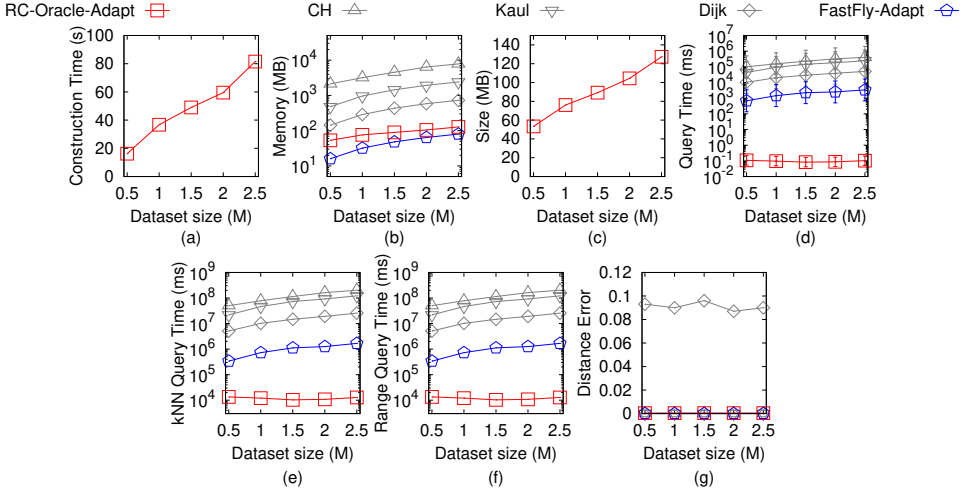 RC-Oracle-Adapt CH Kaul Dijk FastFly-Adapt
Construction Time (s)
100
80
60
40
20
0
0.5 1 1.5 2 2.5
Dataset size (M)
(a)
Memory (MB)
10^4
10^3
10^2
10^1
0.5 1 1.5 2 2.5
Dataset size (M)
(b)
Size (MB)
140
120
100
80
60
40
20
0
0.5 1 1.5 2 2.5
Dataset size (M)
(c)
Query Time (ms)
10^7
10^6
10^5
10^4
10^3
10^2
10^1
10^0
10^-1
10^-2
0.5 1 1.5 2 2.5
Dataset size (M)
(d)
kNN Query Time (ms)
10^9
10^8
10^7
10^6
10^5
10^4
0.5 1 1.5 2 2.5
Dataset size (M)
(e)
Range Query Time (ms)
10^9
10^8
10^7
10^6
10^5
10^4
0.5 1 1.5 2 2.5
Dataset size (M)
(f)
Distance Error
0.12
0.1
0.08
0.06
0.04
0.02
0
0.5 1 1.5 2 2.5
Dataset size (M)
(g)